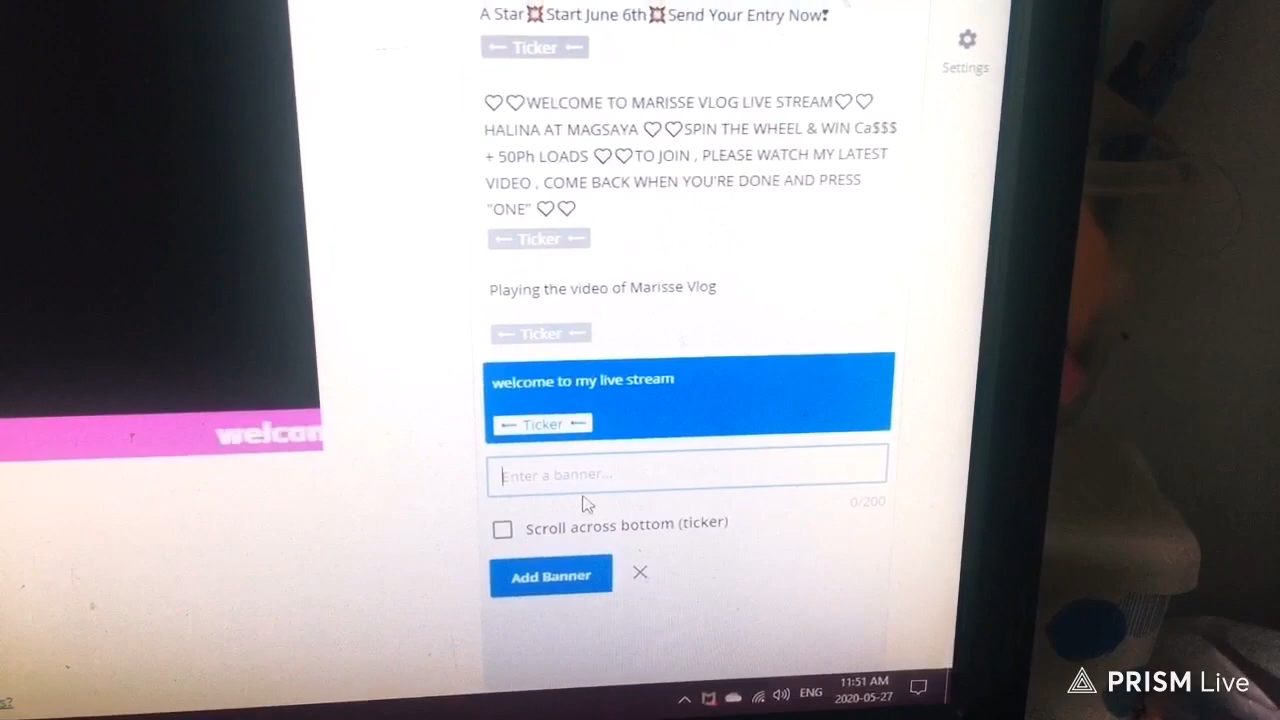 A Star💥Start June 6th💥Send Your Entry Now❣
← Ticker ←
Settings
♡♡WELCOME TO MARISSE VLOG LIVE STREAM♡♡
HALINA AT MAGSAYA ♡♡SPIN THE WHEEL & WIN Ca$$$
+ 50Ph LOADS ♡♡TO JOIN , PLEASE WATCH MY LATEST
VIDEO , COME BACK WHEN YOU'RE DONE AND PRESS
"ONE" ♡♡
← Ticker ←
Playing the video of Marisse Vlog
← Ticker ←
welcome to my live stream
← Ticker ←
welcom
Enter a banner...
0/200
Scroll across bottom (ticker)
Add Banner
s?
ENG
11:51 AM
2020-05-27
PRISM Live